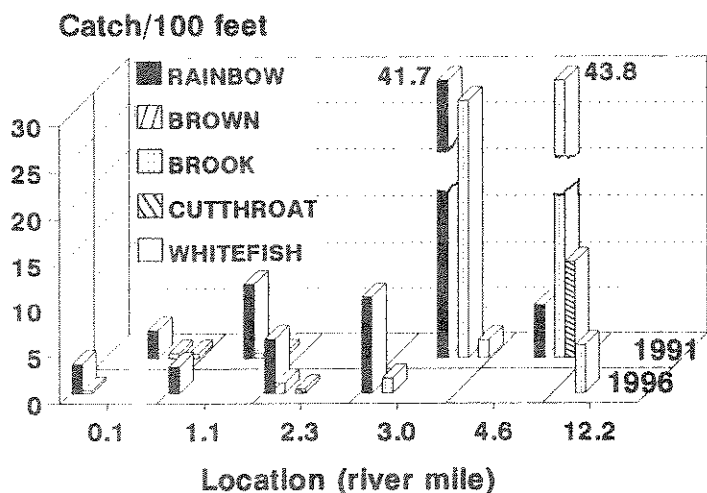 Catch/100 feet
RAINBOW
BROWN
BROOK
CUTTHROAT
WHITEFISH
41.7
43.8
30
25
20
15
10
5
0
1991
1996
0.1 1.1 2.3 3.0 4.6 12.2
Location (river mile)